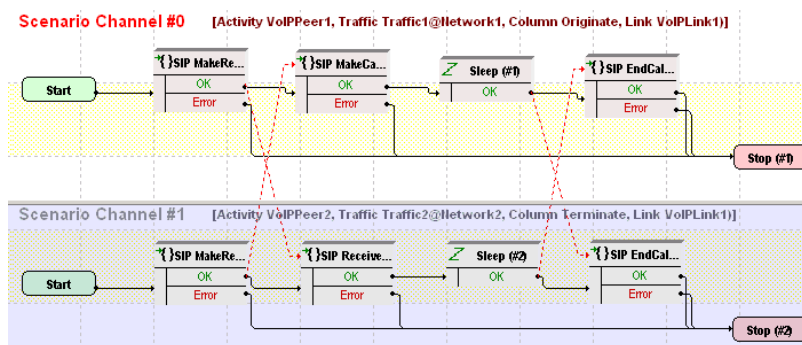 Scenario Channel #0 [Activity VoIPPeer1, Traffic Traffic1@Network1, Column Originate, Link VoIPLink1)]
Start
{}SIP MakeRe...
OK
Error
{}SIP MakeCa...
OK
Error
Sleep (#1)
OK
{}SIP EndCal...
OK
Error
Stop (#1)
Scenario Channel #1 [Activity VoIPPeer2, Traffic Traffic2@Network2, Column Terminate, Link VoIPLink1)]
Start
{}SIP MakeRe...
OK
Error
{}SIP Receive...
OK
Error
Sleep (#2)
OK
{}SIP EndCal...
OK
Error
Stop (#2)